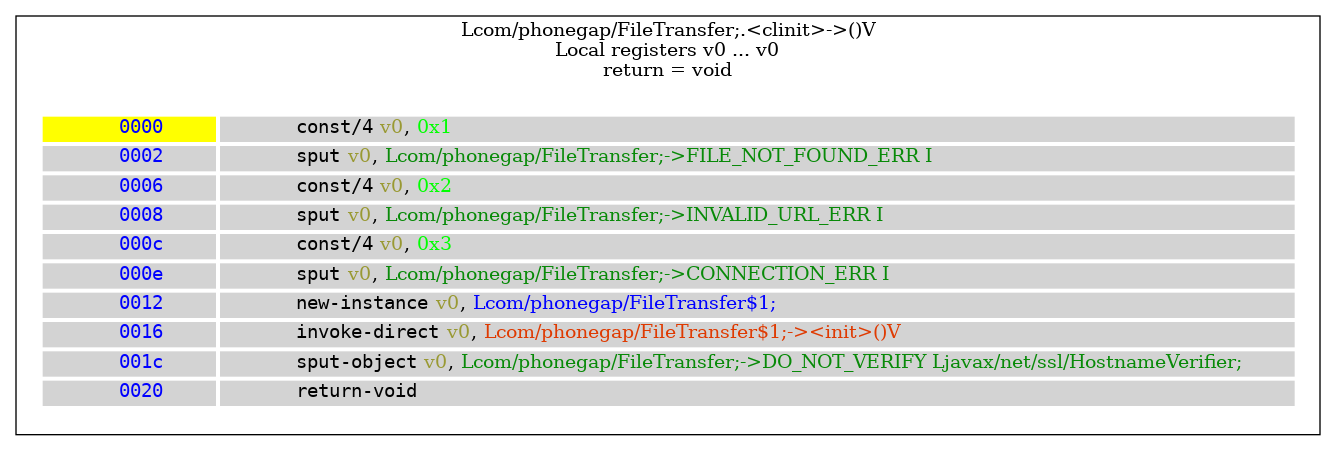 Lcom/phonegap/FileTransfer;.<clinit>->()V
Local registers v0 ... v0
return = void
0000 const/4 v0, 0x1
0002 sput v0, Lcom/phonegap/FileTransfer;->FILE_NOT_FOUND_ERR I
0006 const/4 v0, 0x2
0008 sput v0, Lcom/phonegap/FileTransfer;->INVALID_URL_ERR I
000c const/4 v0, 0x3
000e sput v0, Lcom/phonegap/FileTransfer;->CONNECTION_ERR I
0012 new-instance v0, Lcom/phonegap/FileTransfer$1;
0016 invoke-direct v0, Lcom/phonegap/FileTransfer$1;-><init>()V
001c sput-object v0, Lcom/phonegap/FileTransfer;->DO_NOT_VERIFY Ljavax/net/ssl/HostnameVerifier;
0020 return-void